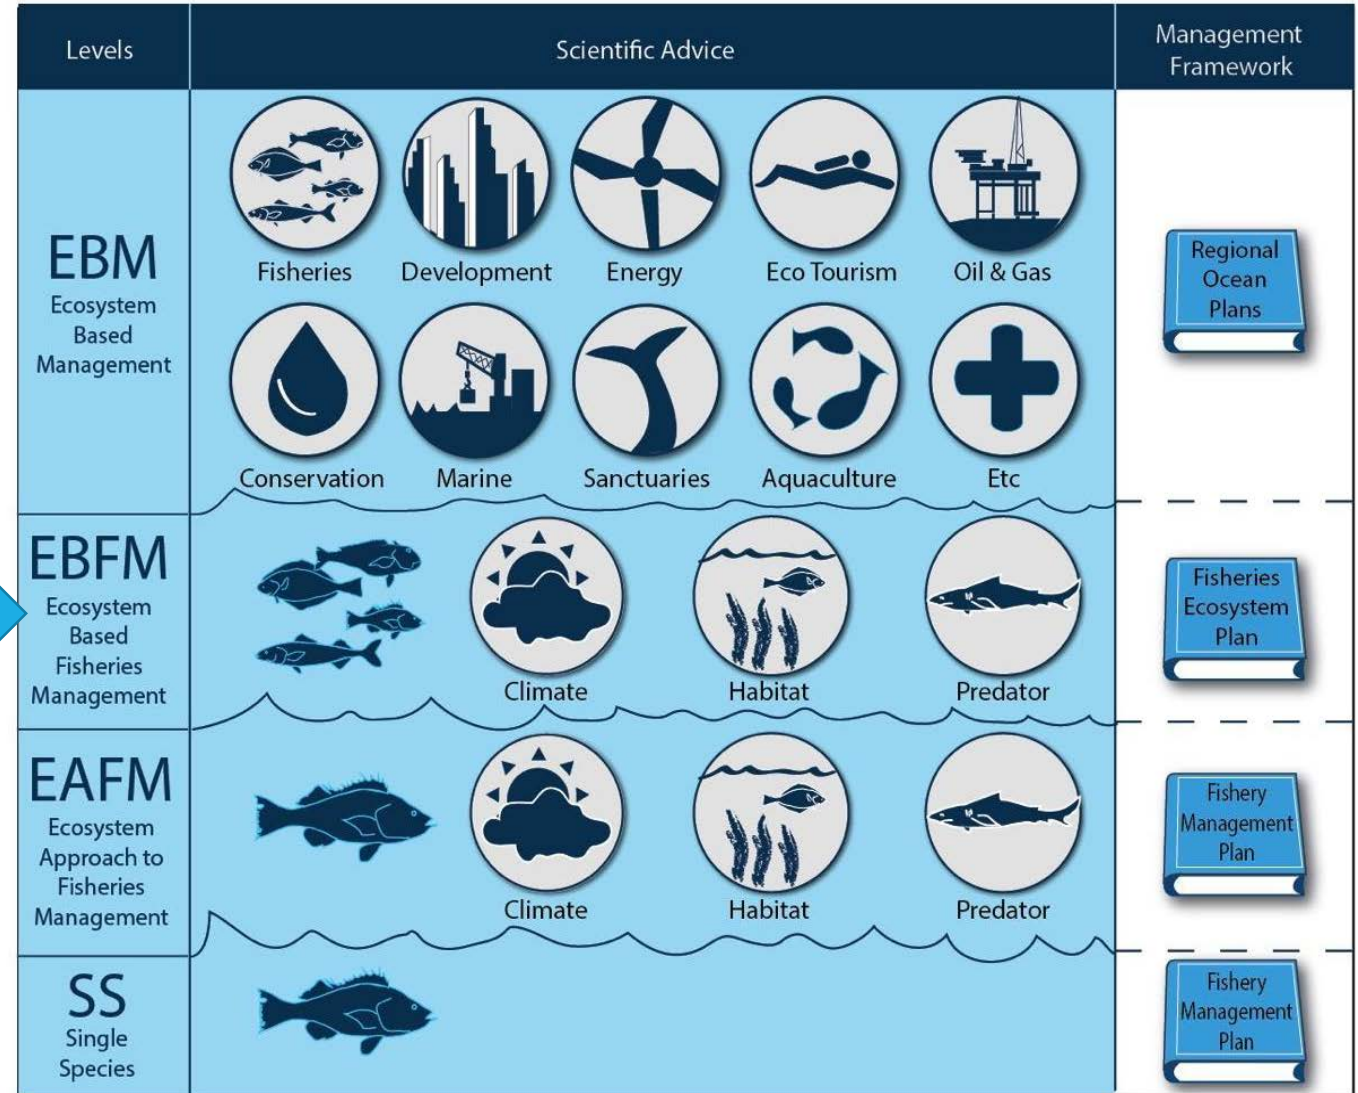 Levels
Scientific Advice
Management
Framework
EBM
Ecosystem
Based
Management
Fisheries
Development
Energy
Eco Tourism
Oil & Gas
Conservation
Marine
Sanctuaries
Aquaculture
Etc
Regional
Ocean
Plans
EBFM
Ecosystem
Based
Fisheries
Management
Climate
Habitat
Predator
Fisheries
Ecosystem
Plan
EAFM
Ecosystem
Approach to
Fisheries
Management
Climate
Habitat
Predator
Fishery
Management
Plan
SS
Single
Species
Fishery
Management
Plan